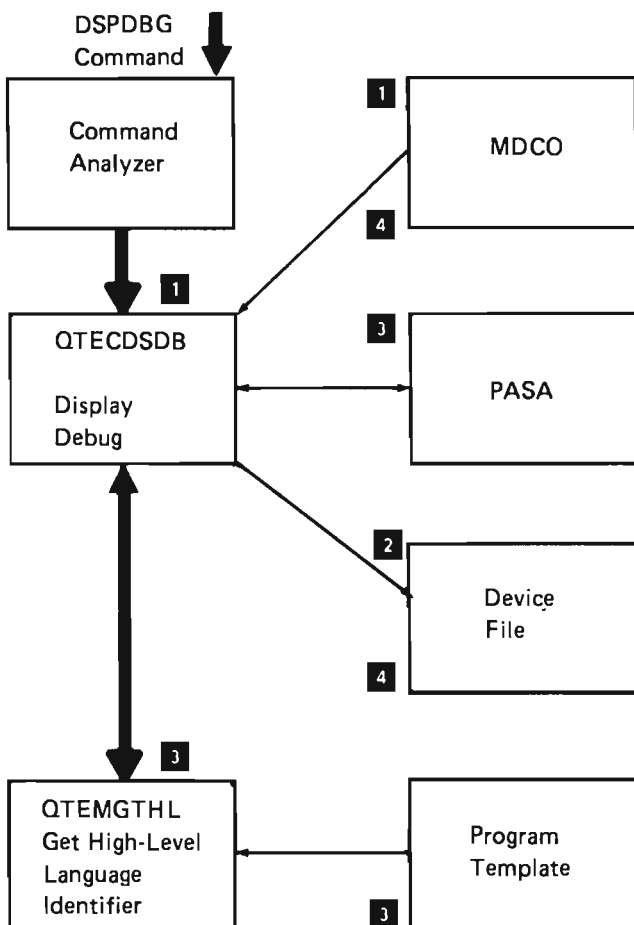 DSPDBG
Command
Command
Analyzer
1
MDCO
4
1
QTECDSDB
Display
Debug
3
PASA
2
Device
File
4
3
QTEMGTHL
Get High-Level
Language
Identifier
Program
Template
3